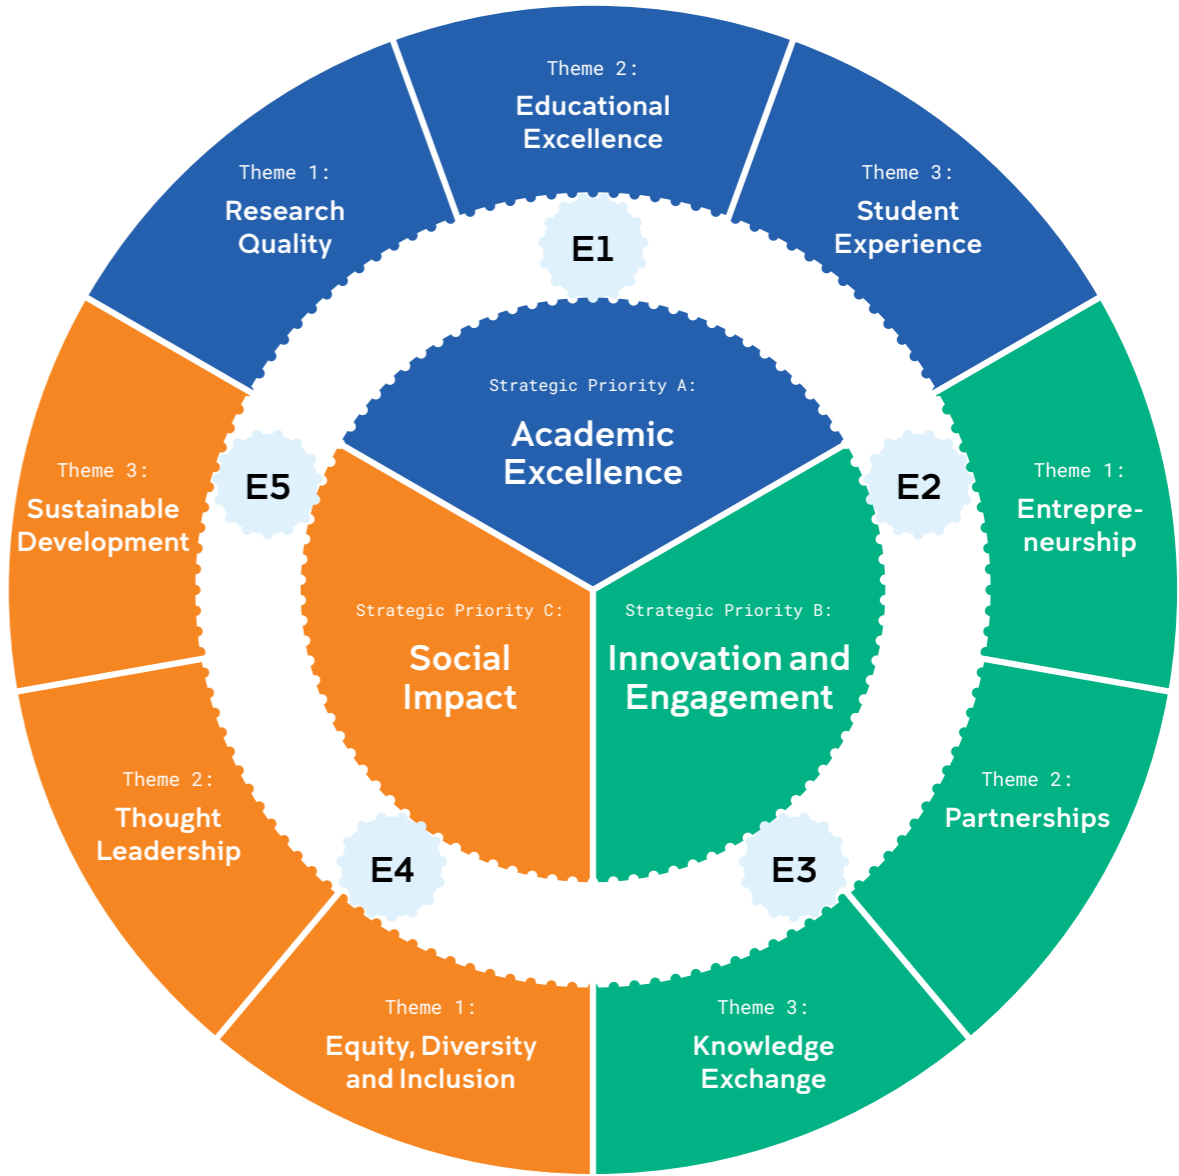 Theme 2:
Educational
Excellence
Theme 1:
Research
Quality
Theme 3:
Student
Experience
E1
Strategic Priority A:
Academic
Excellence
Theme 3:
Sustainable
Development
E5
E2
Theme 1:
Entrepre-
neurship
Strategic Priority C:
Social
Impact
Strategic Priority B:
Innovation and
Engagement
Theme 2:
Thought
Leadership
Theme 2:
Partnerships
E4
E3
Theme 1:
Equity, Diversity
and Inclusion
Theme 3:
Knowledge
Exchange